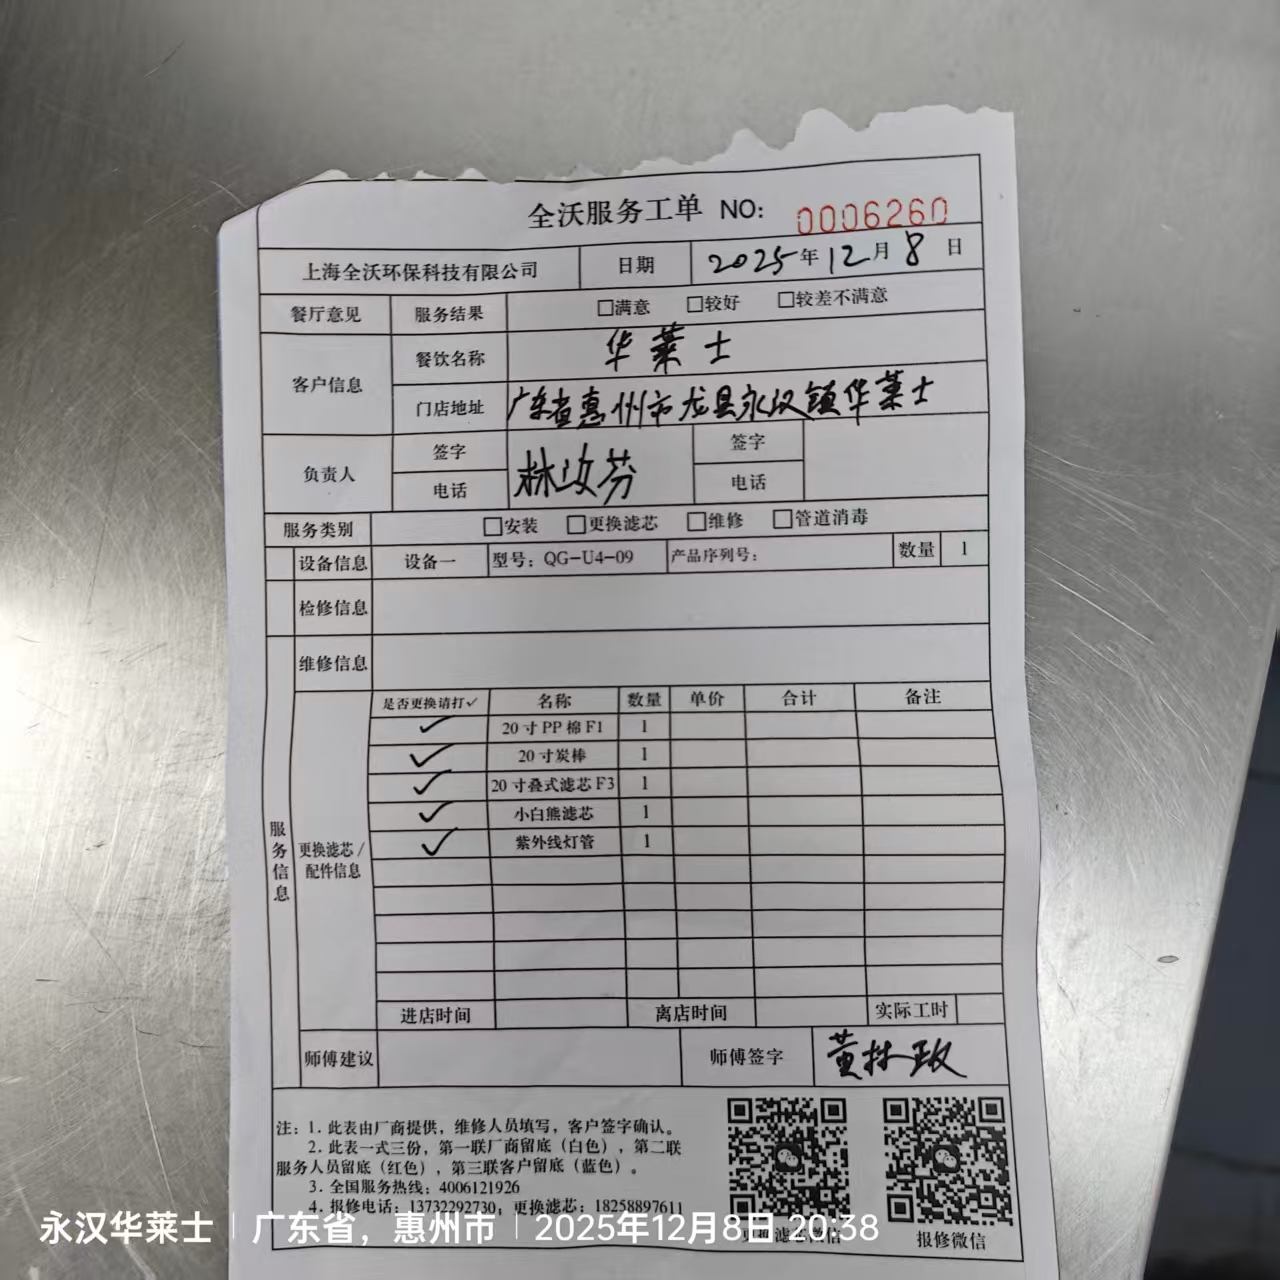 全沃服务工单 NO: 0006260
上海全沃环保科技有限公司 日期 2025年12月8日
餐厅意见 服务结果 □满意 □较好 □较差不满意
客户信息 餐饮名称 华莱士
门店地址 广东省惠州市龙县永汉镇华莱士
负责人 签字 林汝芬 签字
电话 电话
服务类别 □安装 □更换滤芯 □维修 □管道消毒
设备信息 设备一 型号: QG-U4-09 产品序列号: 数量 1
检修信息
维修信息
服务信息
更换滤芯/配件信息
是否更换请打✓ 名称 数量 单价 合计 备注
✓ 20寸PP棉F1 1
✓ 20寸炭棒 1
✓ 20寸叠式滤芯F3 1
✓ 小白熊滤芯 1
✓ 紫外线灯管 1
进店时间 离店时间 实际工时
师傅建议 师傅签字 黄林政
注: 1. 此表由厂商提供, 维修人员填写, 客户签字确认。
2. 此表一式三份, 第一联厂商留底(白色), 第二联
服务人员留底(红色), 第三联客户留底(蓝色)。
3. 全国服务热线: 4006121926
4. 报修电话: 13732292730; 更换滤芯: 18258897611
更换滤芯微信 报修微信
永汉华莱士 | 广东省, 惠州市 | 2025年12月8日 20:38